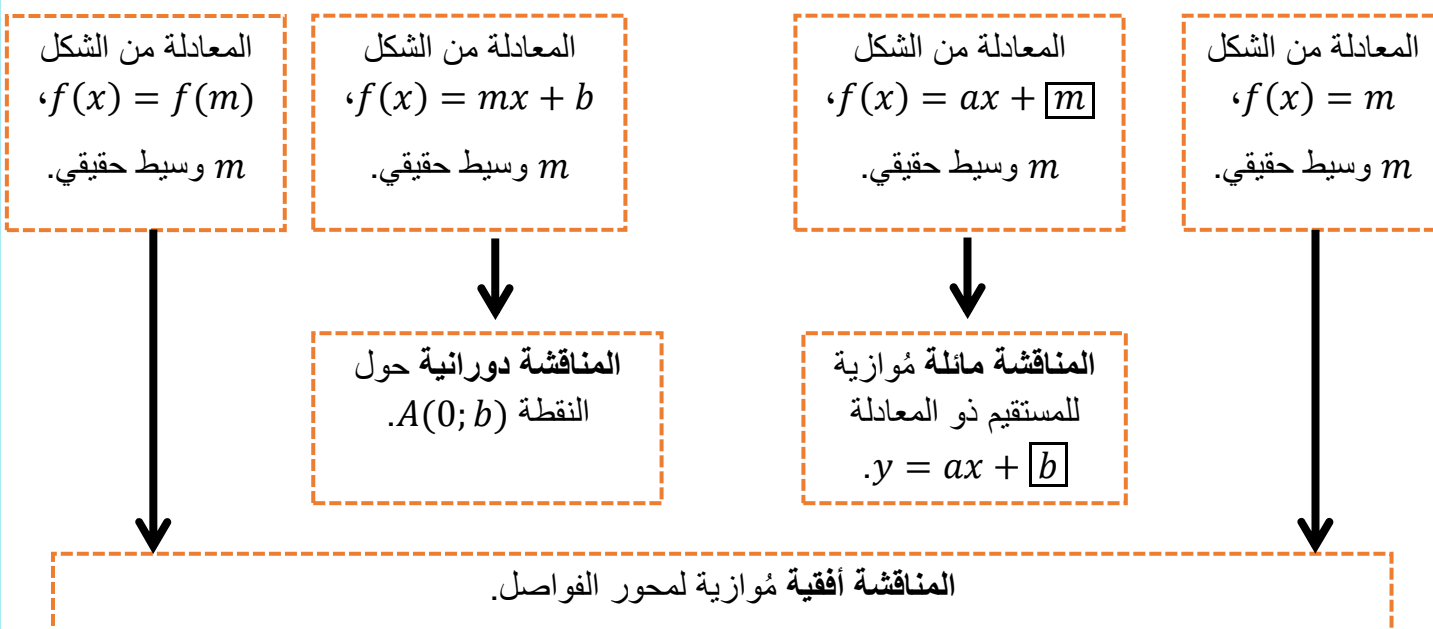 المعادلة من الشكل
$f(x) = m$،
$m$ وسيط حقيقي.
المعادلة من الشكل
$f(x) = ax + \boxed{m}$،
$m$ وسيط حقيقي.
المعادلة من الشكل
$f(x) = mx + b$،
$m$ وسيط حقيقي.
المعادلة من الشكل
$f(x) = f(m)$،
$m$ وسيط حقيقي.
المناقشة مائلة مُوازية
للمستقيم ذو المعادلة
$y = ax + \boxed{b}$.
المناقشة دورانية حول
النقطة $A(0; b)$.
المناقشة أفقية مُوازية لمحور الفواصل.